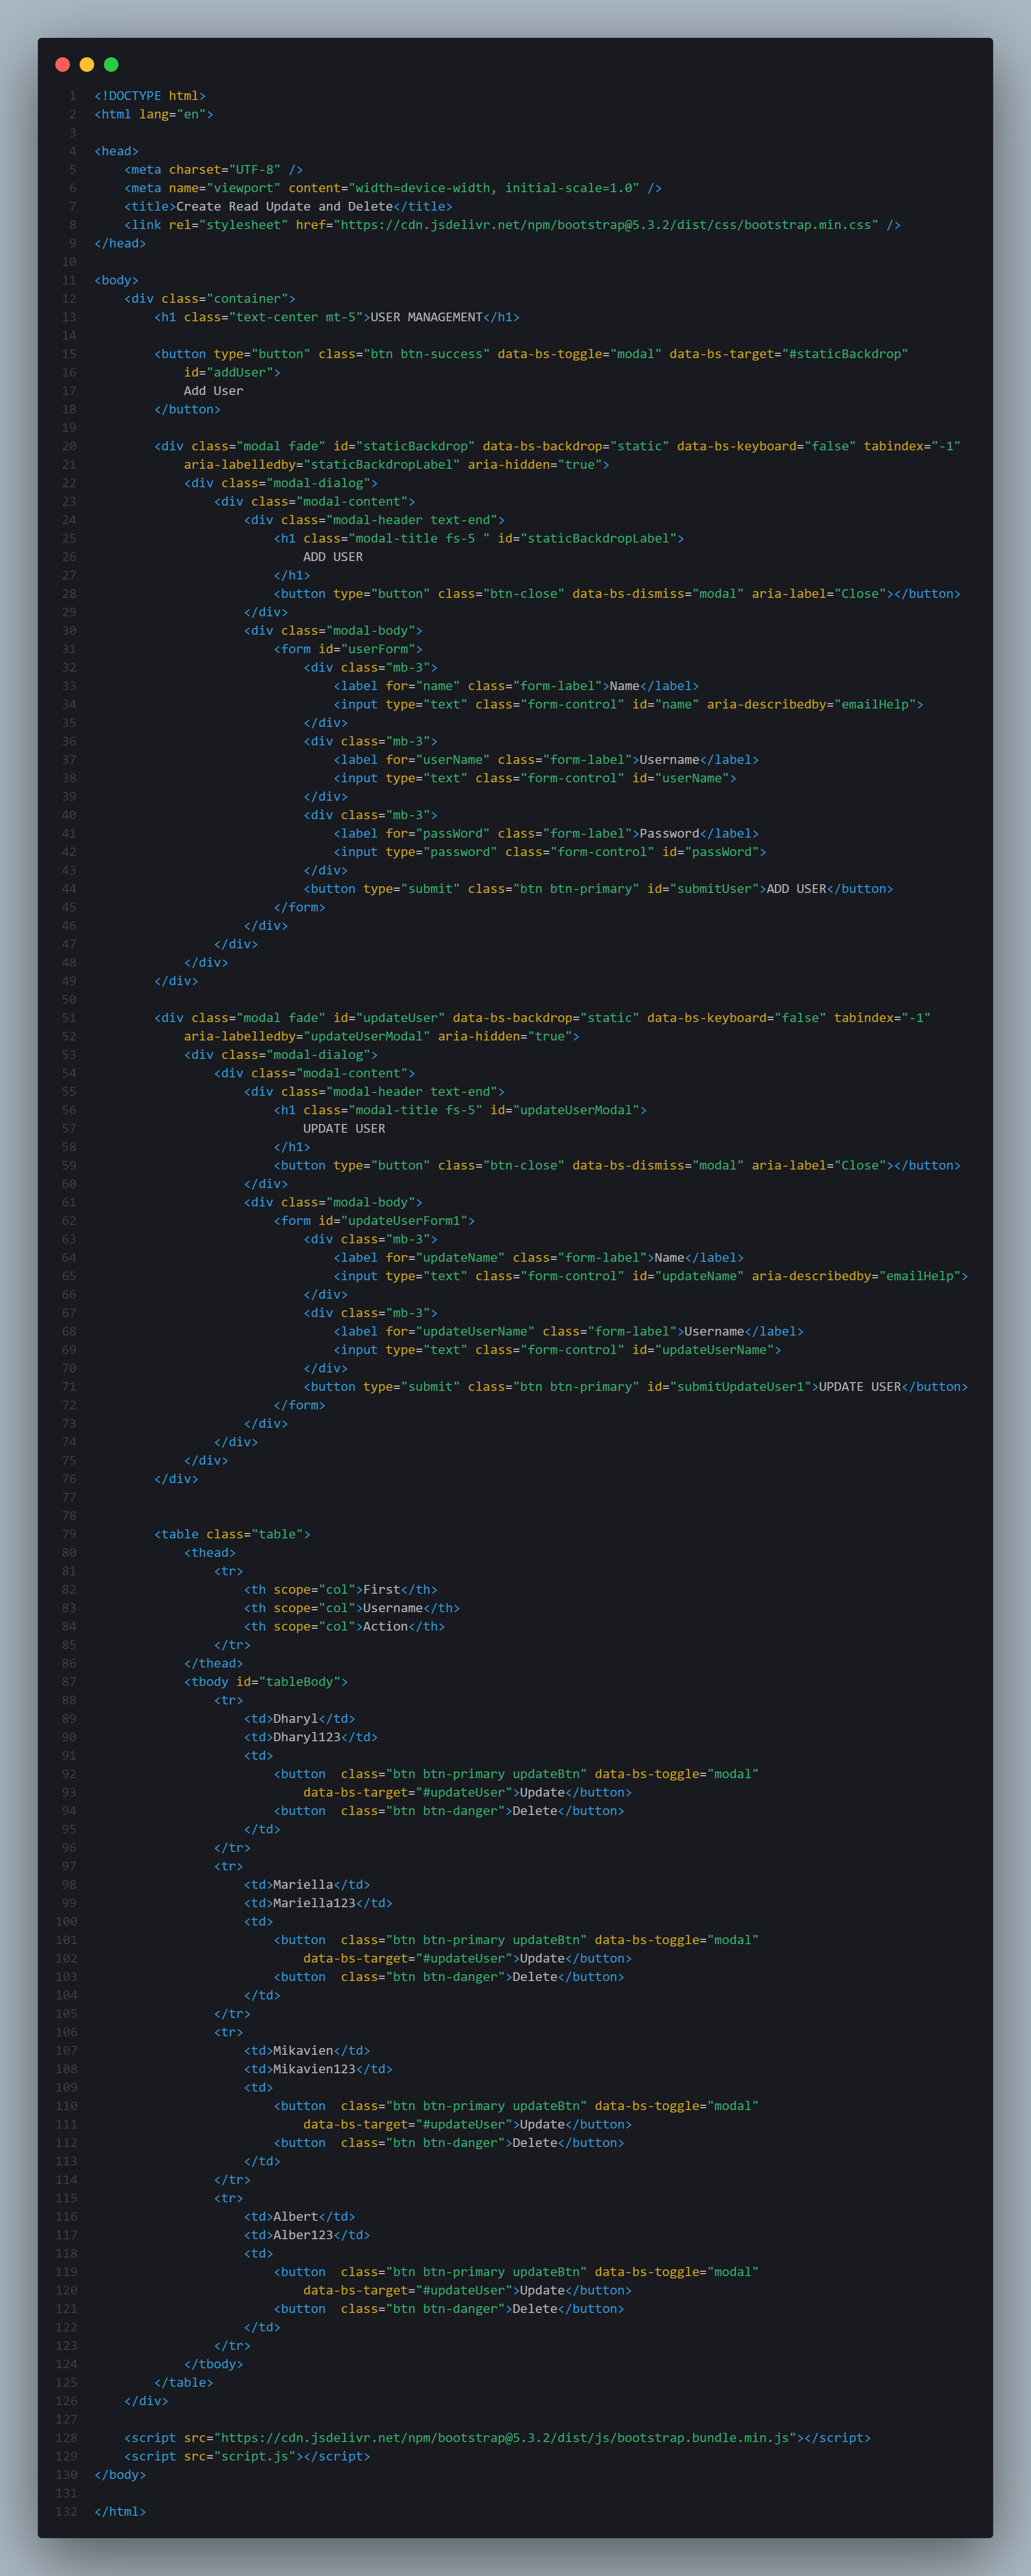 1 <!DOCTYPE html>
2 <html lang="en">
3
4 <head>
5     <meta charset="UTF-8" />
6     <meta name="viewport" content="width=device-width, initial-scale=1.0" />
7     <title>Create Read Update and Delete</title>
8     <link rel="stylesheet" href="https://cdn.jsdelivr.net/npm/bootstrap@5.3.2/dist/css/bootstrap.min.css" />
9 </head>
10
11 <body>
12     <div class="container">
13         <h1 class="text-center mt-5">USER MANAGEMENT</h1>
14
15         <button type="button" class="btn btn-success" data-bs-toggle="modal" data-bs-target="#staticBackdrop"
16             id="addUser">
17             Add User
18         </button>
19
20         <div class="modal fade" id="staticBackdrop" data-bs-backdrop="static" data-bs-keyboard="false" tabindex="-1"
21             aria-labelledby="staticBackdropLabel" aria-hidden="true">
22             <div class="modal-dialog">
23                 <div class="modal-content">
24                     <div class="modal-header text-end">
25                         <h1 class="modal-title fs-5 " id="staticBackdropLabel">
26                             ADD USER
27                         </h1>
28                         <button type="button" class="btn-close" data-bs-dismiss="modal" aria-label="Close"></button>
29                     </div>
30                     <div class="modal-body">
31                         <form id="userForm">
32                             <div class="mb-3">
33                                 <label for="name" class="form-label">Name</label>
34                                 <input type="text" class="form-control" id="name" aria-describedby="emailHelp">
35                             </div>
36                             <div class="mb-3">
37                                 <label for="userName" class="form-label">Username</label>
38                                 <input type="text" class="form-control" id="userName">
39                             </div>
40                             <div class="mb-3">
41                                 <label for="passWord" class="form-label">Password</label>
42                                 <input type="password" class="form-control" id="passWord">
43                             </div>
44                             <button type="submit" class="btn btn-primary" id="submitUser">ADD USER</button>
45                         </form>
46                     </div>
47                 </div>
48             </div>
49         </div>
50
51         <div class="modal fade" id="updateUser" data-bs-backdrop="static" data-bs-keyboard="false" tabindex="-1"
52             aria-labelledby="updateUserModal" aria-hidden="true">
53             <div class="modal-dialog">
54                 <div class="modal-content">
55                     <div class="modal-header text-end">
56                         <h1 class="modal-title fs-5" id="updateUserModal">
57                             UPDATE USER
58                         </h1>
59                         <button type="button" class="btn-close" data-bs-dismiss="modal" aria-label="Close"></button>
60                     </div>
61                     <div class="modal-body">
62                         <form id="updateUserForm1">
63                             <div class="mb-3">
64                                 <label for="updateName" class="form-label">Name</label>
65                                 <input type="text" class="form-control" id="updateName" aria-describedby="emailHelp">
66                             </div>
67                             <div class="mb-3">
68                                 <label for="updateUserName" class="form-label">Username</label>
69                                 <input type="text" class="form-control" id="updateUserName">
70                             </div>
71                             <button type="submit" class="btn btn-primary" id="submitUpdateUser1">UPDATE USER</button>
72                         </form>
73                     </div>
74                 </div>
75             </div>
76         </div>
77
78
79         <table class="table">
80             <thead>
81                 <tr>
82                     <th scope="col">First</th>
83                     <th scope="col">Username</th>
84                     <th scope="col">Action</th>
85                 </tr>
86             </thead>
87             <tbody id="tableBody">
88                 <tr>
89                     <td>Dharyl</td>
90                     <td>Dharyl123</td>
91                     <td>
92                         <button  class="btn btn-primary updateBtn" data-bs-toggle="modal"
93                             data-bs-target="#updateUser">Update</button>
94                         <button  class="btn btn-danger">Delete</button>
95                     </td>
96                 </tr>
97                 <tr>
98                     <td>Mariella</td>
99                     <td>Mariella123</td>
100                     <td>
101                         <button  class="btn btn-primary updateBtn" data-bs-toggle="modal"
102                             data-bs-target="#updateUser">Update</button>
103                         <button  class="btn btn-danger">Delete</button>
104                     </td>
105                 </tr>
106                 <tr>
107                     <td>Mikavien</td>
108                     <td>Mikavien123</td>
109                     <td>
110                         <button  class="btn btn-primary updateBtn" data-bs-toggle="modal"
111                             data-bs-target="#updateUser">Update</button>
112                         <button  class="btn btn-danger">Delete</button>
113                     </td>
114                 </tr>
115                 <tr>
116                     <td>Albert</td>
117                     <td>Alber123</td>
118                     <td>
119                         <button  class="btn btn-primary updateBtn" data-bs-toggle="modal"
120                             data-bs-target="#updateUser">Update</button>
121                         <button  class="btn btn-danger">Delete</button>
122                     </td>
123                 </tr>
124             </tbody>
125         </table>
126     </div>
127
128     <script src="https://cdn.jsdelivr.net/npm/bootstrap@5.3.2/dist/js/bootstrap.bundle.min.js"></script>
129     <script src="script.js"></script>
130 </body>
131
132 </html>